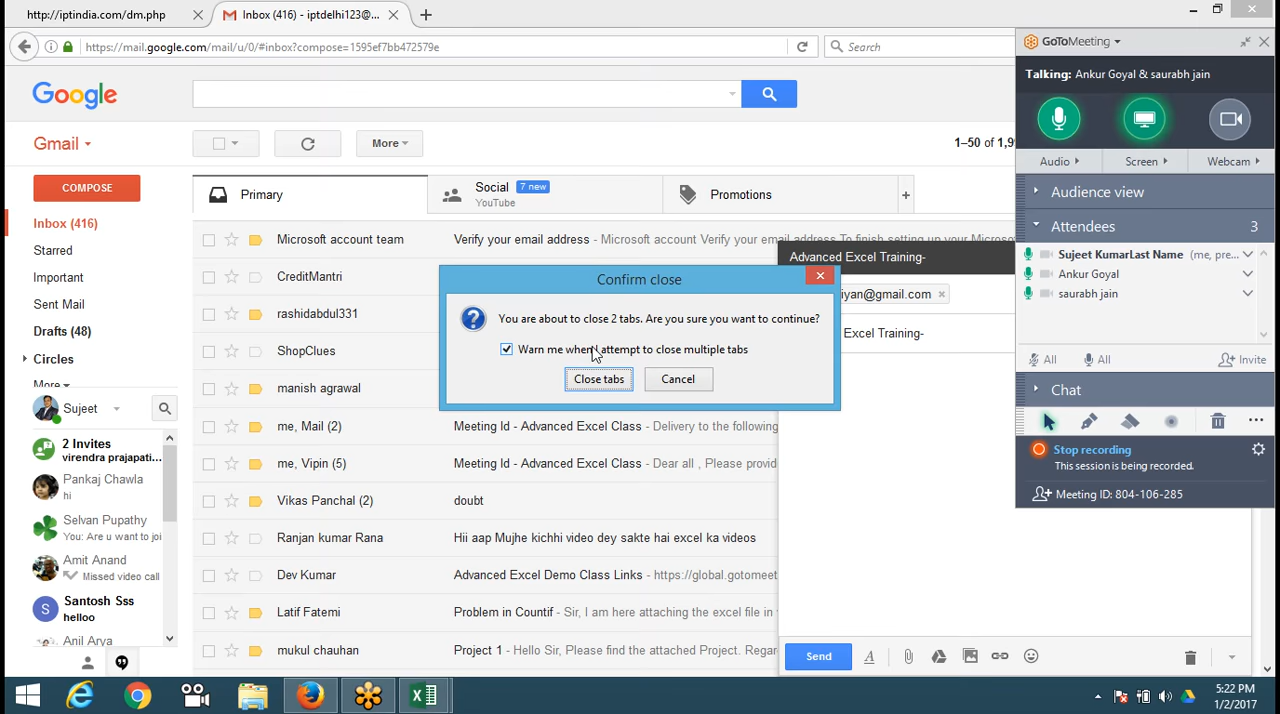 http://iptindia.com/dm.php
Inbox (416) - iptdelhi123@...
https://mail.google.com/mail/u/0/#inbox?compose=1595ef7bb472579e
Search
GoToMeeting
Talking: Ankur Goyal & saurabh jain
Audio
Screen
Webcam
Audience view
Attendees 3
Sujeet KumarLast Name (me, pre...
Ankur Goyal
saurabh jain
All
All
Invite
Chat
Stop recording
This session is being recorded.
Meeting ID: 804-106-285
Google
Gmail
More
1–50 of 1,9
COMPOSE
Inbox (416)
Starred
Important
Sent Mail
Drafts (48)
Circles
More
Sujeet
2 Invites
virendra prajapati...
Pankaj Chawla
hi
Selvan Pupathy
You: Are u want to joi
Amit Anand
Missed video call
S
Santosh Sss
helloo
Anil Arya
Primary
Social 7 new
YouTube
Promotions
+
Microsoft account team Verify your email address - Microsoft account Verify your email address To finish setting up your Micros
CreditMantri
rashidabdul331
ShopClues
manish agrawal
me, Mail (2) Meeting Id - Advanced Excel Class - Delivery to the following
me, Vipin (5) Meeting Id - Advanced Excel Class - Dear all , Please provid
Vikas Panchal (2) doubt
Ranjan kumar Rana Hii aap Mujhe kichhi video dey sakte hai excel ka videos
Dev Kumar Advanced Excel Demo Class Links - https://global.gotomeet
Latif Fatemi Problem in Countif - Sir, I am here attaching the excel file in
mukul chauhan Project 1 - Hello Sir, Please find the attached Project. Regar
Advanced Excel Training-
iyan@gmail.com
Excel Training-
Send
Confirm close
You are about to close 2 tabs. Are you sure you want to continue?
Warn me when I attempt to close multiple tabs
Close tabs
Cancel
5:22 PM
1/2/2017